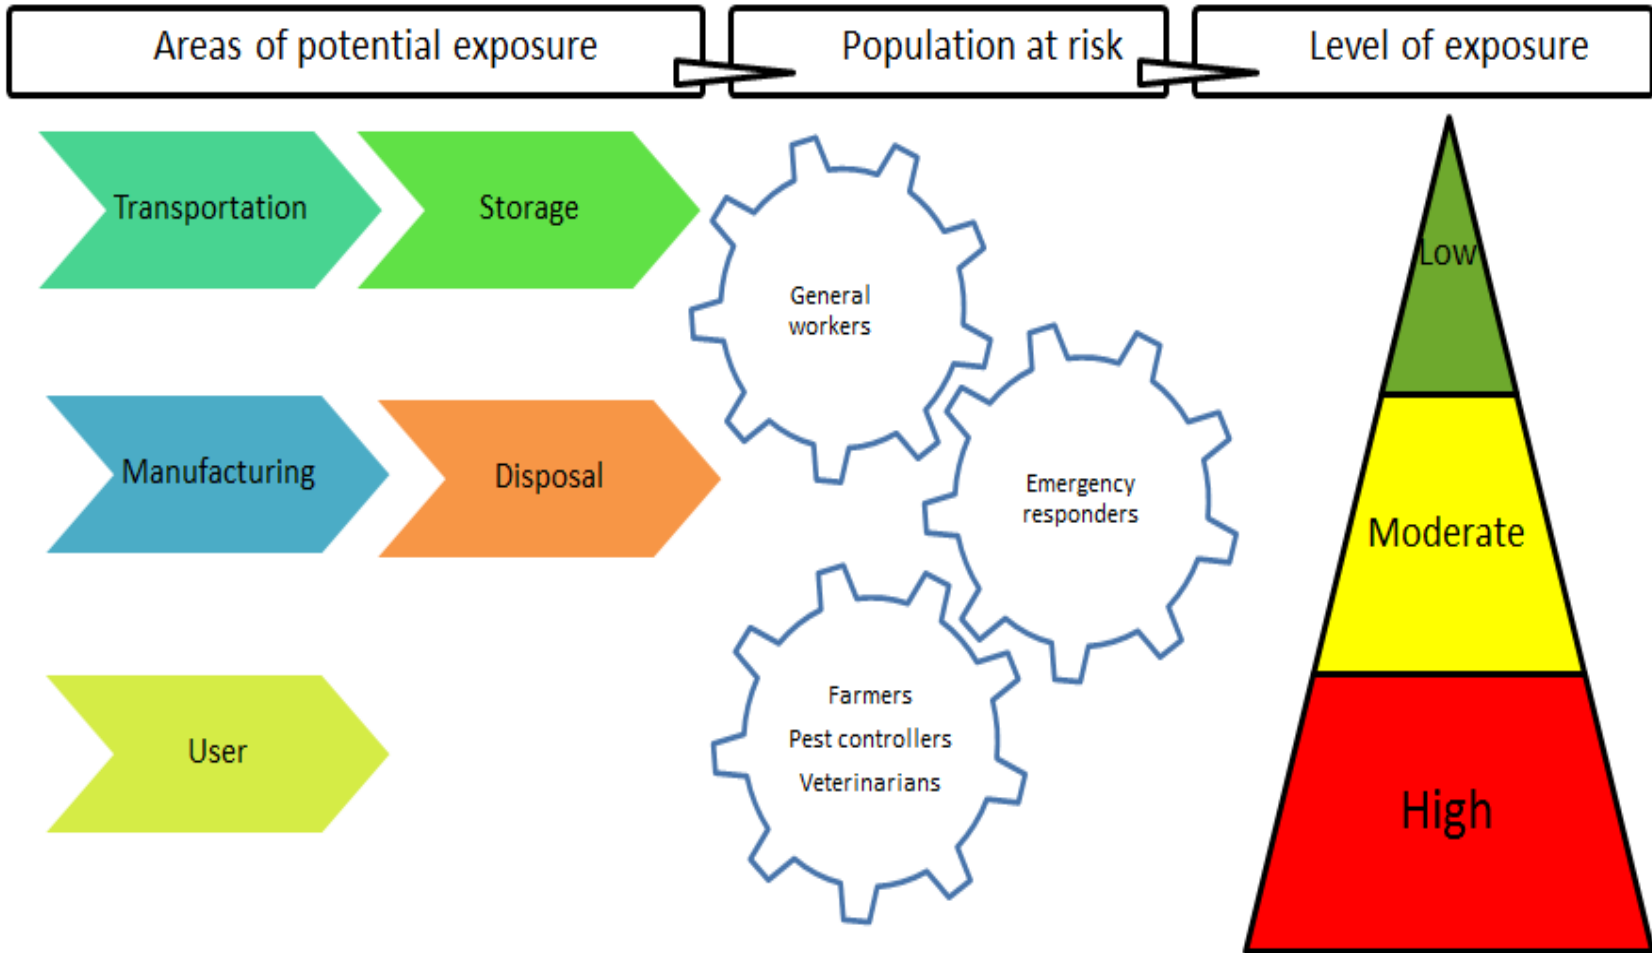 Areas of potential exposure
Population at risk
Level of exposure
Transportation
Storage
General
workers
Low
Manufacturing
Disposal
Emergency
responders
Moderate
User
Farmers
Pest controllers
Veterinarians
High